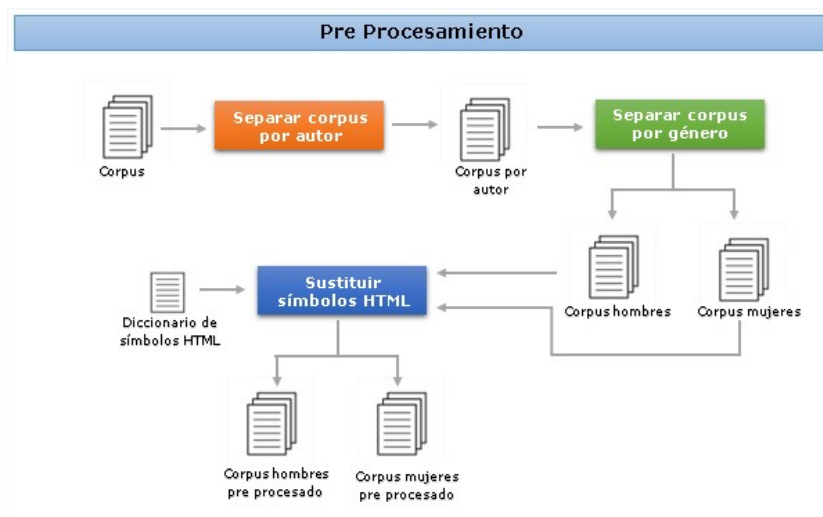 Pre Procesamiento
Separar corpus
por autor
Separar corpus
por género
Corpus
Corpus por
autor
Sustituir
símbolos HTML
Diccionario de
símbolos HTML
Corpus hombres
Corpus mujeres
Corpus hombres
pre procesado
Corpus mujeres
pre procesado